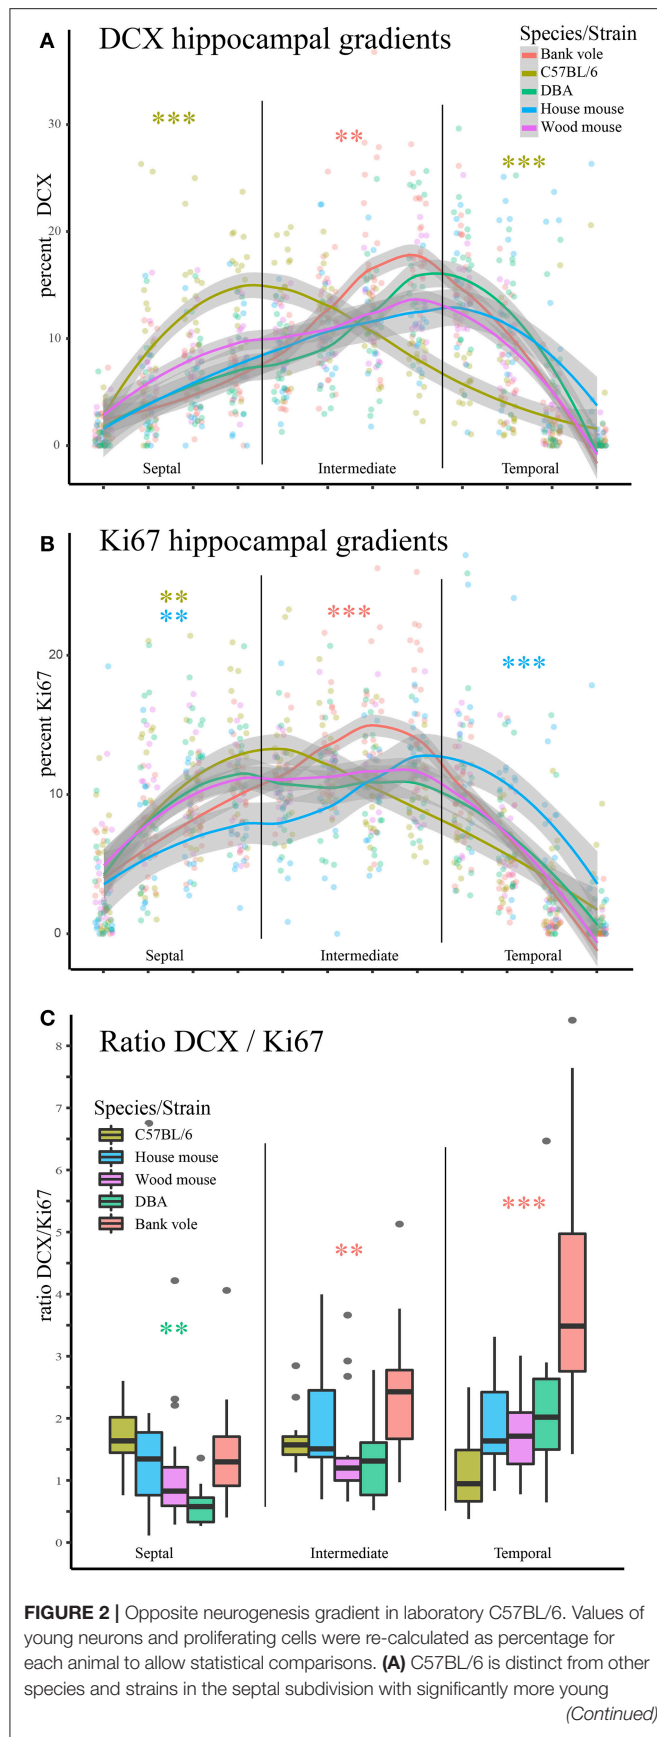 A
DCX hippocampal gradients
Species/Strain
Bank vole
C57BL/6
DBA
House mouse
Wood mouse
***
**
***
percent DCX
30
20
10
0
Septal
Intermediate
Temporal
B
Ki67 hippocampal gradients
**
**
***
***
percent Ki67
20
10
0
Septal
Intermediate
Temporal
C
Ratio DCX / Ki67
Species/Strain
C57BL/6
House mouse
Wood mouse
DBA
Bank vole
ratio DCX/Ki67
8
7
6
5
4
3
2
1
0
**
**
***
Septal
Intermediate
Temporal
FIGURE 2 | Opposite neurogenesis gradient in laboratory C57BL/6. Values of
young neurons and proliferating cells were re-calculated as percentage for
each animal to allow statistical comparisons. (A) C57BL/6 is distinct from other
species and strains in the septal subdivision with significantly more young
(Continued)